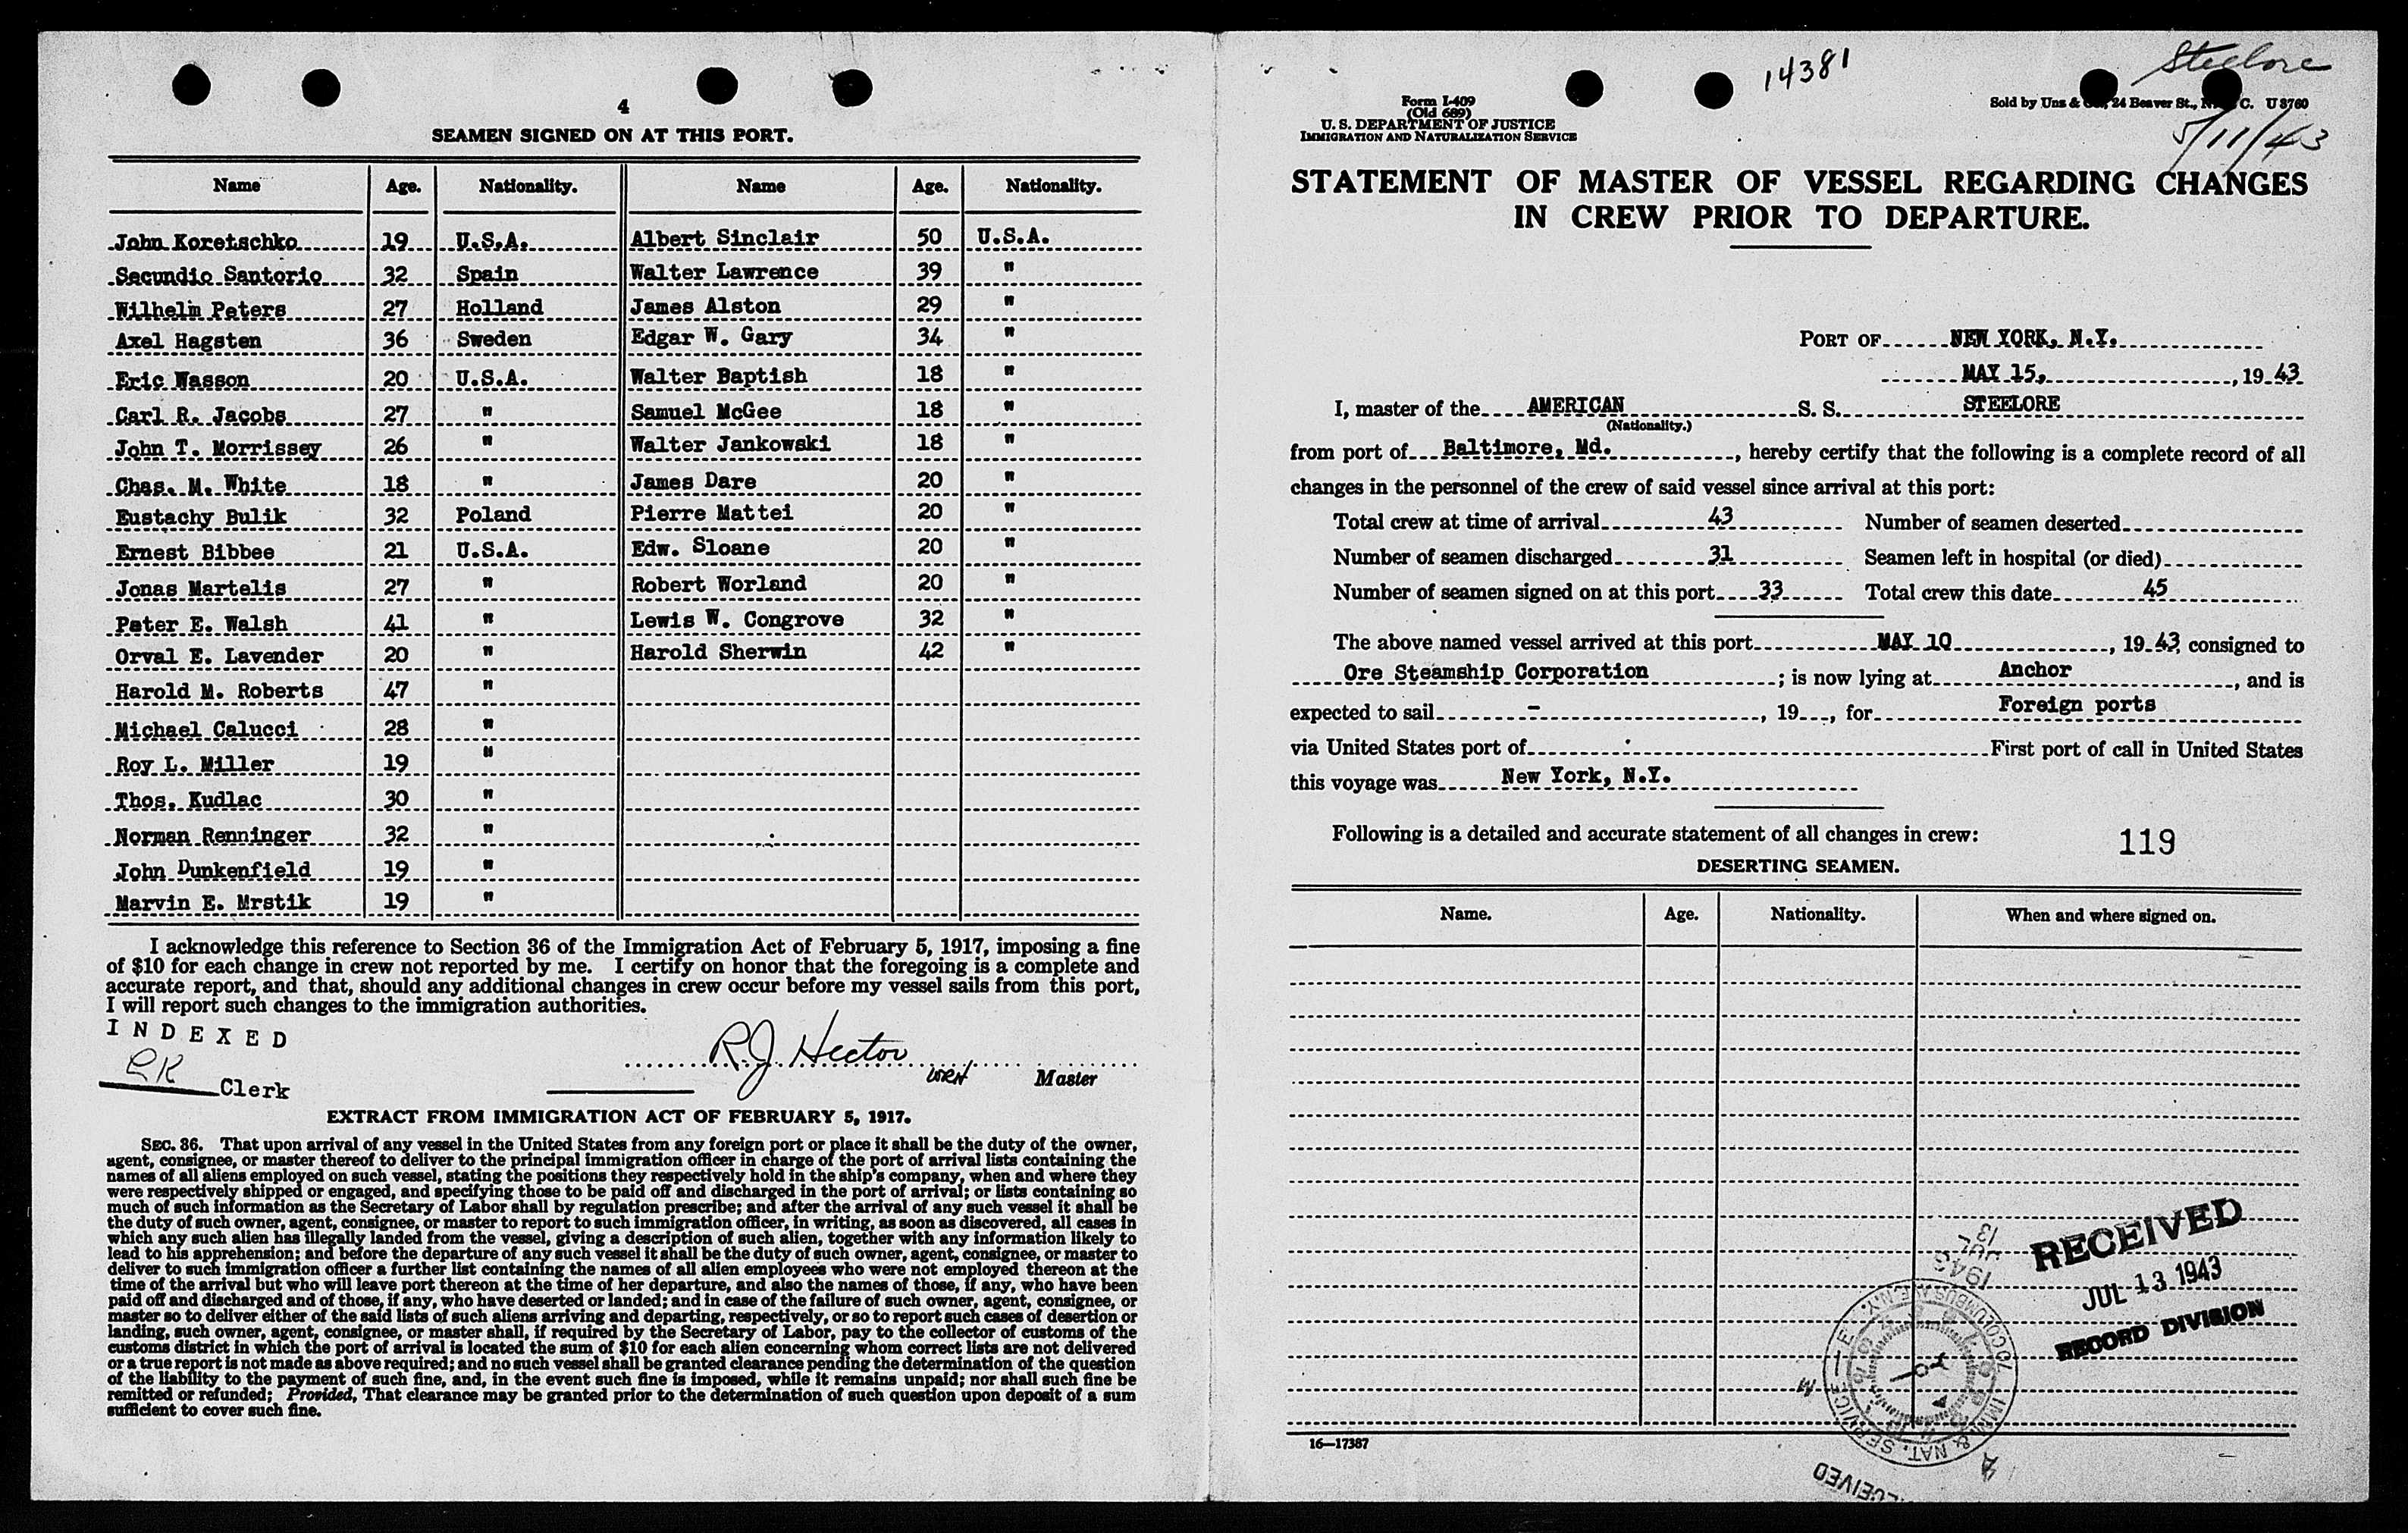 4
SEAMEN SIGNED ON AT THIS PORT.
Name Age. Nationality. Name Age. Nationality.
John Koretschko 19 U.S.A. Albert Sinclair 50 U.S.A.
Secundio Santorio 32 Spain Walter Lawrence 39 "
Wilhelm Peters 27 Holland James Alston 29 "
Axel Hagsten 36 Sweden Edgar W. Gary 34 "
Eric Wasson 20 U.S.A. Walter Baptish 18 "
Carl R. Jacobs 27 " Samuel McGee 18 "
John T. Morrissey 26 " Walter Jankowski 18 "
Chas. M. White 18 " James Dare 20 "
Eustachy Bulik 32 Poland Pierre Mattei 20 "
Ernest Bibbee 21 U.S.A. Edw. Sloane 20 "
Jonas Martelis 27 " Robert Worland 20 "
Peter E. Walsh 41 " Lewis W. Congrove 32 "
Orval E. Lavender 20 " Harold Sherwin 42 "
Harold M. Roberts 47 "
Michael Calucci 28 "
Roy L. Miller 19 "
Thos. Kudlac 30 "
Norman Renninger 32 "
John Dunkenfield 19 "
Marvin E. Mrstik 19 "
I acknowledge this reference to Section 36 of the Immigration Act of February 5, 1917, imposing a fine
of $10 for each change in crew not reported by me. I certify on honor that the foregoing is a complete and
accurate report, and that, should any additional changes in crew occur before my vessel sails from this port,
I will report such changes to the immigration authorities.
INDEXED
R.J. Hector
WRH Master
Clerk
EXTRACT FROM IMMIGRATION ACT OF FEBRUARY 5, 1917.
SEC. 36. That upon arrival of any vessel in the United States from any foreign port or place it shall be the duty of the owner,
agent, consignee, or master thereof to deliver to the principal immigration officer in charge of the port of arrival lists containing the
names of all aliens employed on such vessel, stating the positions they respectively hold in the ship's company, when and where they
were respectively shipped or engaged, and specifying those to be paid off and discharged in the port of arrival; or lists containing so
much of such information as the Secretary of Labor shall by regulation prescribe; and after the arrival of any such vessel it shall be
the duty of such owner, agent, consignee, or master to report to such immigration officer, in writing, as soon as discovered, all cases in
which any such alien has illegally landed from the vessel, giving a description of such alien, together with any information likely to
lead to his apprehension; and before the departure of any such vessel it shall be the duty of such owner, agent, consignee, or master to
deliver to such immigration officer a further list containing the names of all alien employees who were not employed thereon at the
time of the arrival but who will leave port thereon at the time of her departure, and also the names of those, if any, who have been
paid off and discharged and of those, if any, who have deserted or landed; and in case of the failure of such owner, agent, consignee, or
master so to deliver either of the said lists of such aliens arriving and departing, respectively, or so to report such cases of desertion or
landing, such owner, agent, consignee, or master shall, if required by the Secretary of Labor, pay to the collector of customs of the
customs district in which the port of arrival is located the sum of $10 for each alien concerning whom correct lists are not delivered
or a true report is not made as above required; and no such vessel shall be granted clearance pending the determination of the question
of the liability to the payment of such fine, and, in the event such fine is imposed, while it remains unpaid; nor shall such fine be
remitted or refunded; Provided, That clearance may be granted prior to the determination of such question upon deposit of a sum
sufficient to cover such fine.
14381
Steelore
Form I-409
(Old 689)
U. S. DEPARTMENT OF JUSTICE
IMMIGRATION AND NATURALIZATION SERVICE
Sold by Unz & 24 Beaver St., N. C. U 8760
5/11/43
STATEMENT OF MASTER OF VESSEL REGARDING CHANGES
IN CREW PRIOR TO DEPARTURE.
PORT OF NEW YORK, N.Y.
MAY 15, , 19 43
I, master of the AMERICAN S. S. STEELORE
(Nationality.)
from port of Baltimore, Md. , hereby certify that the following is a complete record of all
changes in the personnel of the crew of said vessel since arrival at this port:
Total crew at time of arrival 43 Number of seamen deserted
Number of seamen discharged 31 Seamen left in hospital (or died)
Number of seamen signed on at this port 33 Total crew this date 45
The above named vessel arrived at this port MAY 10 , 19 43, consigned to
Ore Steamship Corporation ; is now lying at Anchor , and is
expected to sail - , 19 , for Foreign ports
via United States port of First port of call in United States
this voyage was New York, N.Y.
Following is a detailed and accurate statement of all changes in crew:
119
DESERTING SEAMEN.
Name. Age. Nationality. When and where signed on.
RECEIVED
JUL 13 1943
RECORD DIVISION
1943
JUL
13
16—17387